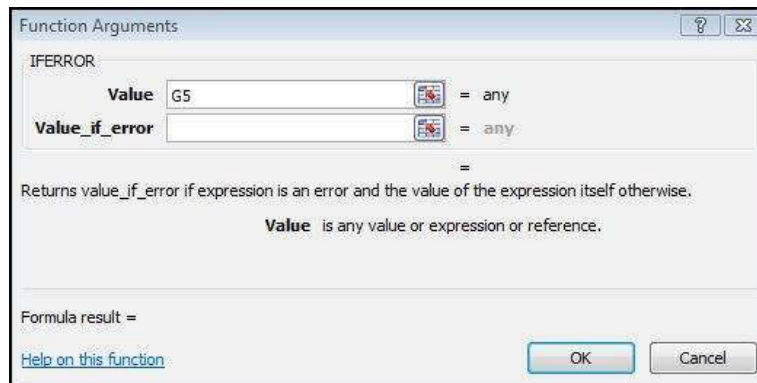 Function Arguments
IFERROR
Value G5 = any
Value_if_error = any
=
Returns value_if_error if expression is an error and the value of the expression itself otherwise.
Value is any value or expression or reference.
Formula result =
Help on this function OK Cancel